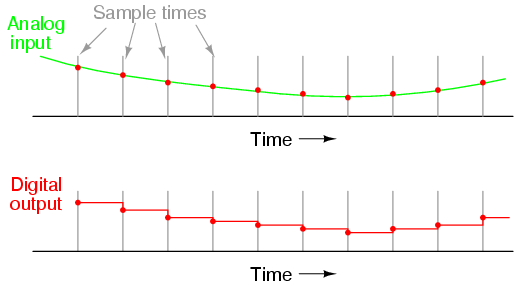 Sample times
Analog
input
Time
Digital
output
Time